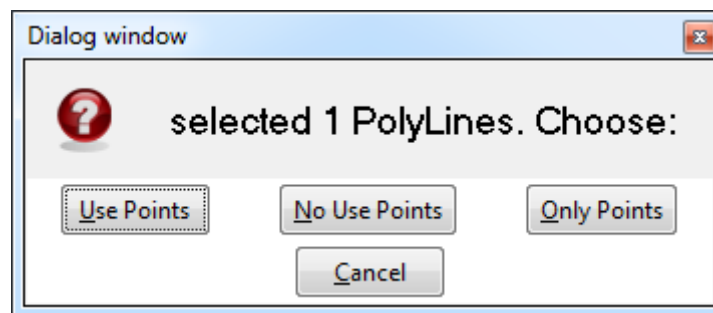 Dialog window
selected 1 PolyLines. Choose:
Use Points No Use Points Only Points
Cancel